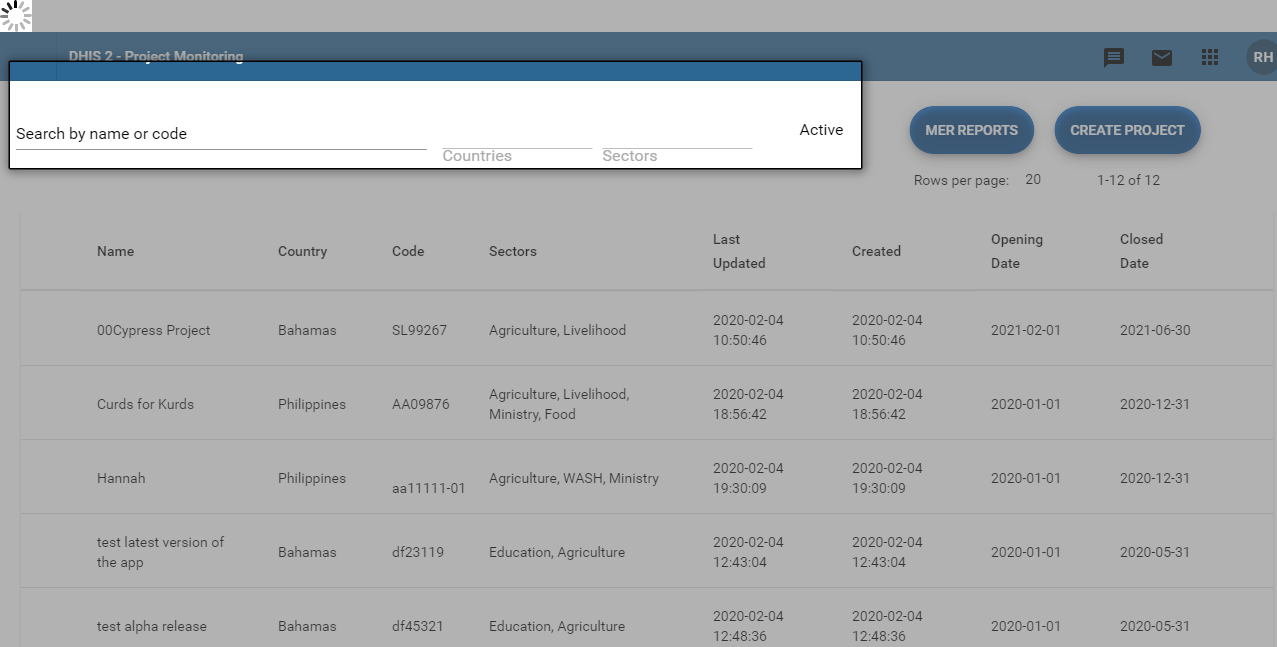 DHIS 2 - Project Monitoring
RH
Search by name or code
Countries
Sectors
Active
MER REPORTS
CREATE PROJECT
Rows per page: 20
1-12 of 12
Name Country Code Sectors Last Updated Created Opening Date Closed Date
00Cypress Project Bahamas SL99267 Agriculture, Livelihood 2020-02-04 10:50:46 2020-02-04 10:50:46 2021-02-01 2021-06-30
Curds for Kurds Philippines AA09876 Agriculture, Livelihood, Ministry, Food 2020-02-04 18:56:42 2020-02-04 18:56:42 2020-01-01 2020-12-31
Hannah Philippines aa11111-01 Agriculture, WASH, Ministry 2020-02-04 19:30:09 2020-02-04 19:30:09 2020-01-01 2020-12-31
test latest version of the app Bahamas df23119 Education, Agriculture 2020-02-04 12:43:04 2020-02-04 12:43:04 2020-01-01 2020-05-31
test alpha release Bahamas df45321 Education, Agriculture 2020-02-04 12:48:36 2020-02-04 12:48:36 2020-01-01 2020-05-31